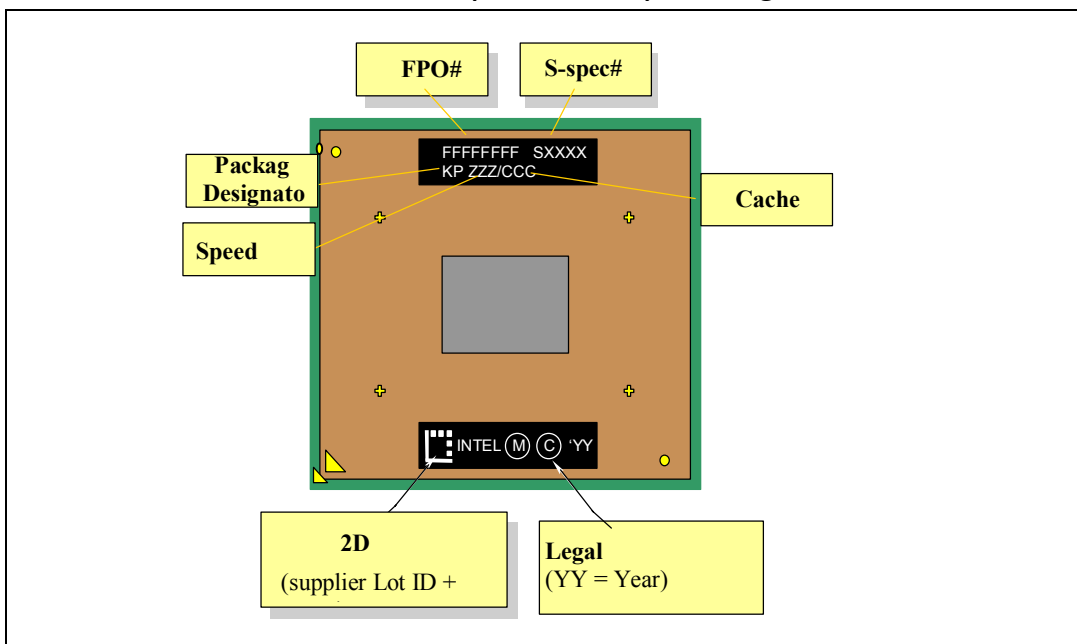 FPO#
S-spec#
FFFFFFFF SXXXX
KP ZZZ/CCC
Packag
Designato
Cache
Speed
INTEL M C 'YY
2D
(supplier Lot ID +
Legal
(YY = Year)